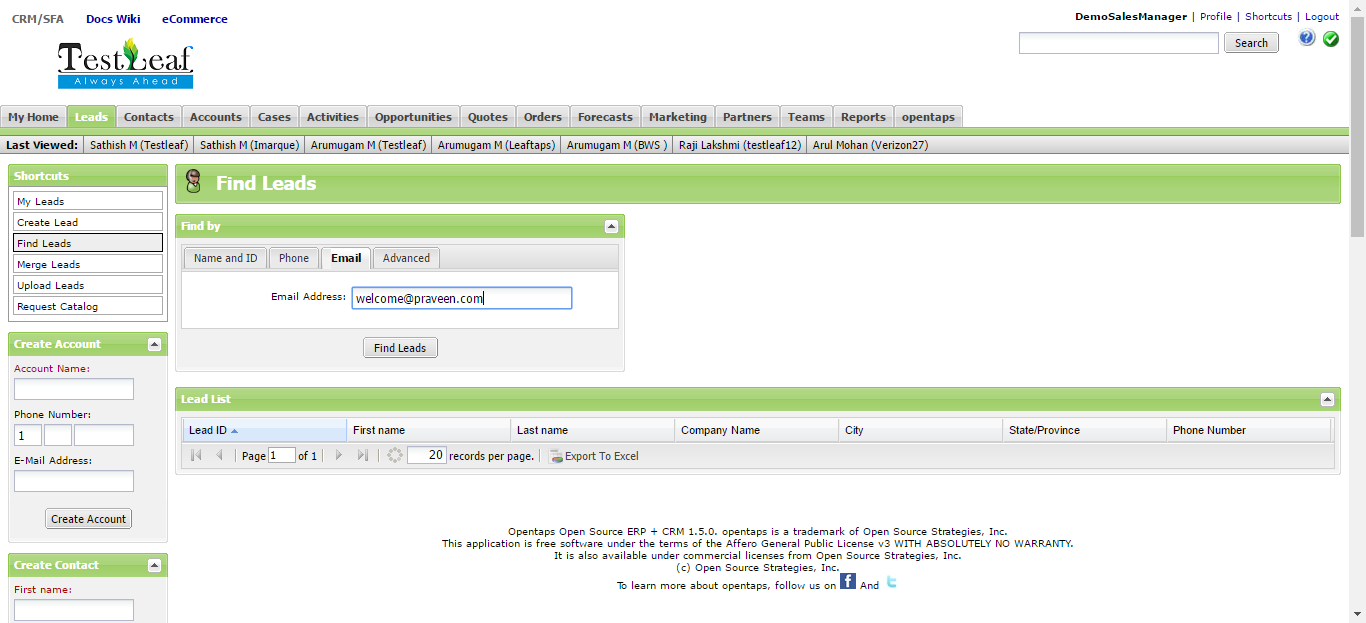 CRM/SFA Docs Wiki eCommerce
DemoSalesManager | Profile | Shortcuts | Logout
Search
TestLeaf
Always Ahead
My Home Leads Contacts Accounts Cases Activities Opportunities Quotes Orders Forecasts Marketing Partners Teams Reports opentaps
Last Viewed: Sathish M (Testleaf) Sathish M (Imarque) Arumugam M (Testleaf) Arumugam M (Leaftaps) Arumugam M (BWS ) Raji Lakshmi (testleaf12) Arul Mohan (Verizon27)
Shortcuts
My Leads
Create Lead
Find Leads
Merge Leads
Upload Leads
Request Catalog
Create Account
Account Name:
Phone Number:
1
E-Mail Address:
Create Account
Create Contact
First name:
Find Leads
Find by
Name and ID Phone Email Advanced
Email Address: welcome@praveen.com
Find Leads
Lead List
Lead ID First name Last name Company Name City State/Province Phone Number
Page 1 of 1 20 records per page. Export To Excel
Opentaps Open Source ERP + CRM 1.5.0. opentaps is a trademark of Open Source Strategies, Inc.
This application is free software under the terms of the Affero General Public License v3 WITH ABSOLUTELY NO WARRANTY.
It is also available under commercial licenses from Open Source Strategies, Inc.
(c) Open Source Strategies, Inc.
To learn more about opentaps, follow us on f And t